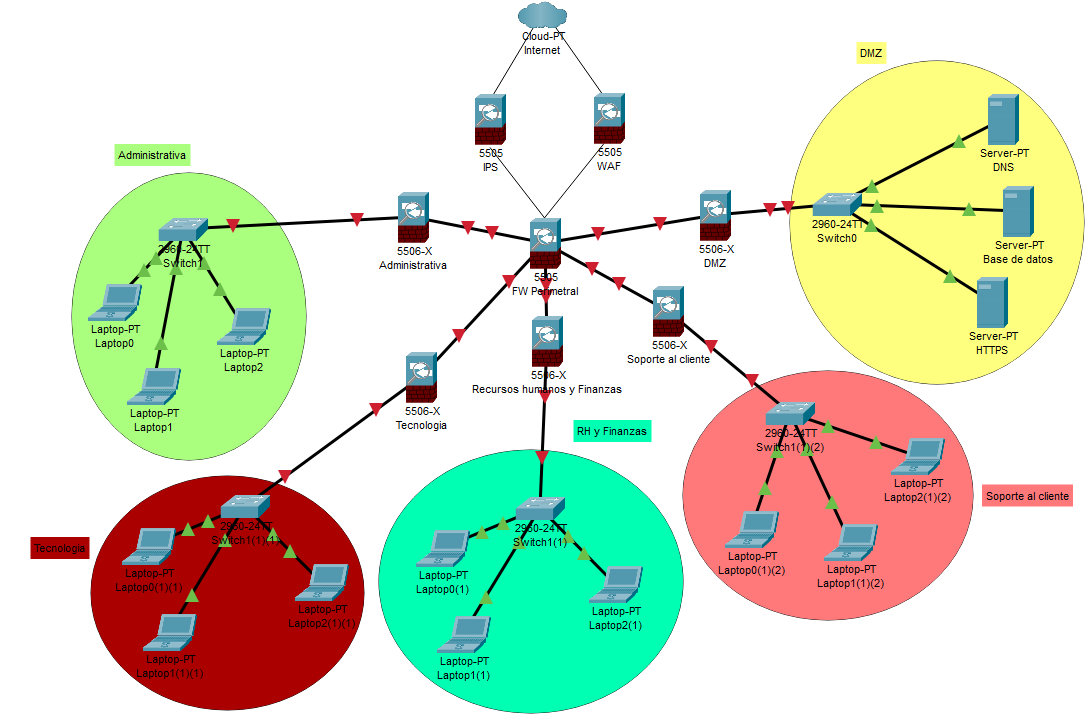 Cloud-PT
Internet
DMZ
5505
IPS
5505
WAF
Server-PT
DNS
Administrativa
2960-24TT
Switch1
5506-X
Administrativa
5505
FW Perimetral
5506-X
DMZ
2960-24TT
Switch0
Server-PT
Base de datos
Server-PT
HTTPS
Laptop-PT
Laptop0
Laptop-PT
Laptop2
Laptop-PT
Laptop1
5506-X
Tecnologia
5506-X
Recursos humanos y Finanzas
5506-X
Soporte al cliente
RH y Finanzas
2960-24TT
Switch1(1)(2)
Laptop-PT
Laptop2(1)(2)
Laptop-PT
Laptop0(1)(2)
Laptop-PT
Laptop1(1)(2)
Soporte al cliente
Tecnologia
2960-24TT
Switch1(1)(1)
Laptop-PT
Laptop0(1)(1)
Laptop-PT
Laptop2(1)(1)
Laptop-PT
Laptop1(1)(1)
2960-24TT
Switch1(1)
Laptop-PT
Laptop0(1)
Laptop-PT
Laptop2(1)
Laptop-PT
Laptop1(1)